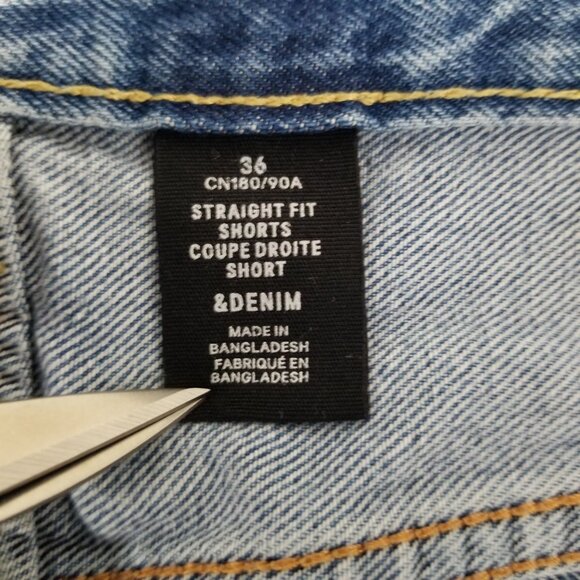 36
CN180/90A
STRAIGHT FIT
SHORTS
COUPE DROITE
SHORT
&DENIM
MADE IN
BANGLADESH
FABRIQUÉ EN
BANGLADESH